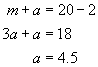 m + a = 20 − 2
3a + a = 18
a = 4.5